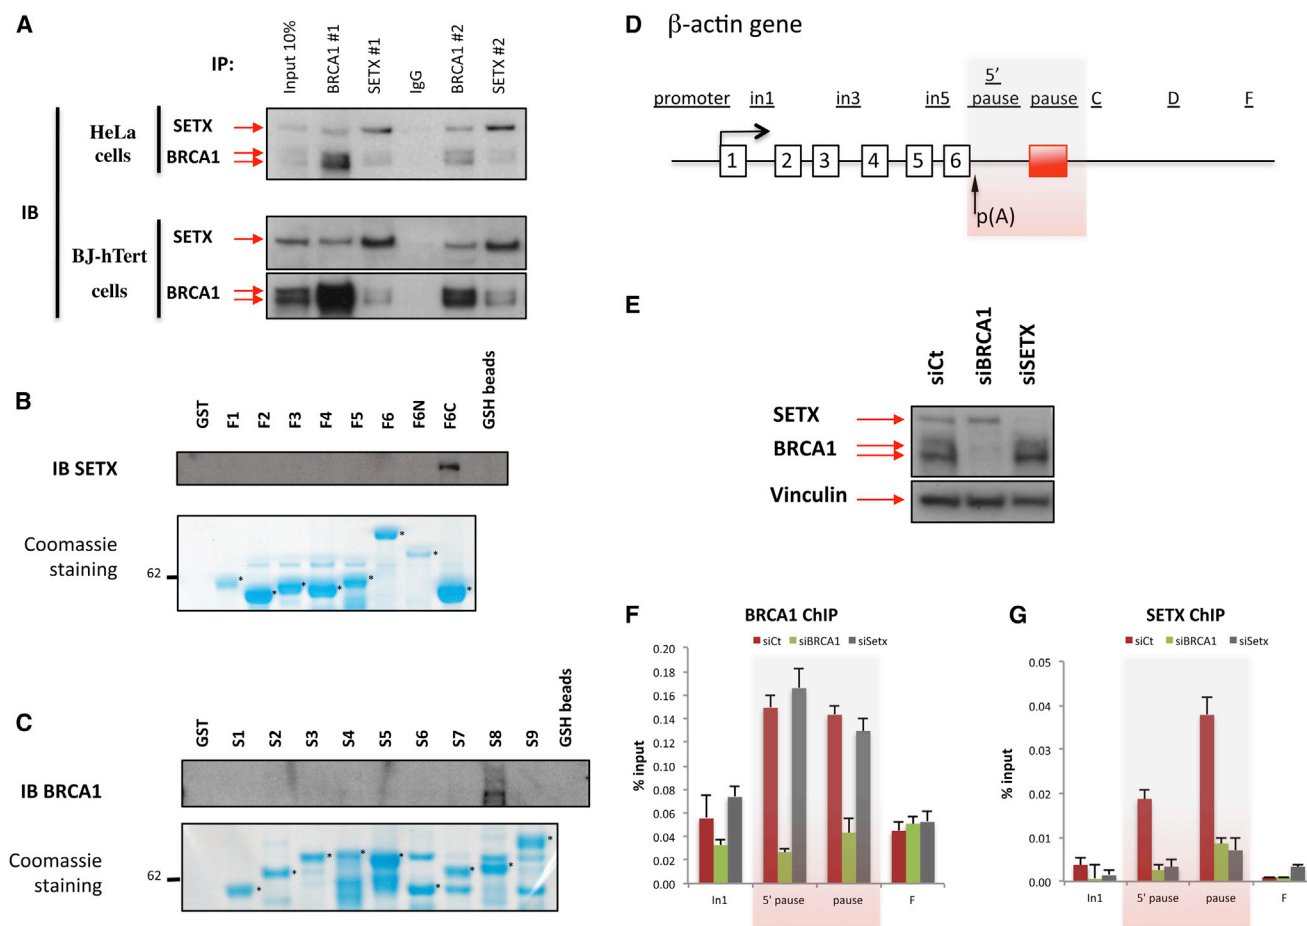 A
IP:
Input 10%
BRCA1 #1
SETX #1
IgG
BRCA1 #2
SETX #2
IB
HeLa
cells
SETX
BRCA1
BJ-hTert
cells
SETX
BRCA1
B
GST
F1
F2
F3
F4
F5
F6
F6N
F6C
GSH beads
IB SETX
Coomassie
staining
62
* * * * * * * *
C
GST
S1
S2
S3
S4
S5
S6
S7
S8
S9
GSH beads
IB BRCA1
Coomassie
staining
62
* * * * * * * * *
D
β-actin gene
promoter
in1
in3
in5
5'
pause
pause
C
D
F
1 2 3 4 5 6
p(A)
E
siCt
siBRCA1
siSETX
SETX
BRCA1
Vinculin
F
BRCA1 ChIP
siCt siBRCA1 siSetx
% input
0.20
0.18
0.16
0.14
0.12
0.10
0.08
0.06
0.04
0.02
0.00
In1 5' pause pause F
G
SETX ChIP
siCt siBRCA1 siSetx
% input
0.05
0.04
0.03
0.02
0.01
0.00
In1 5' pause pause F